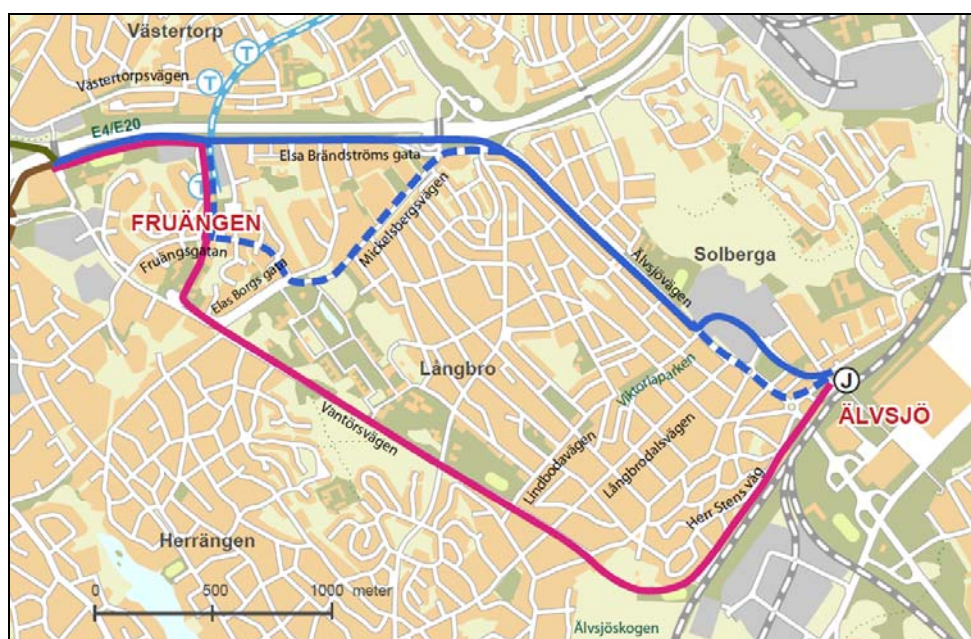 Västertorp
T
T
Västertorpsvägen
E4/E20
Elsa Brändströms gata
T
FRUÄNGEN
Mickelsbergsvägen
Fruängsgatan
Elas Borgs gata
Älvsjövägen
Solberga
Långbro
Viktoriaparken
J
ÄLVSJÖ
Vantörsvägen
Lindbodavägen
Långbrodalsvägen
Herr Stens väg
Herrängen
0 500 1000 meter
Älvsjöskogen